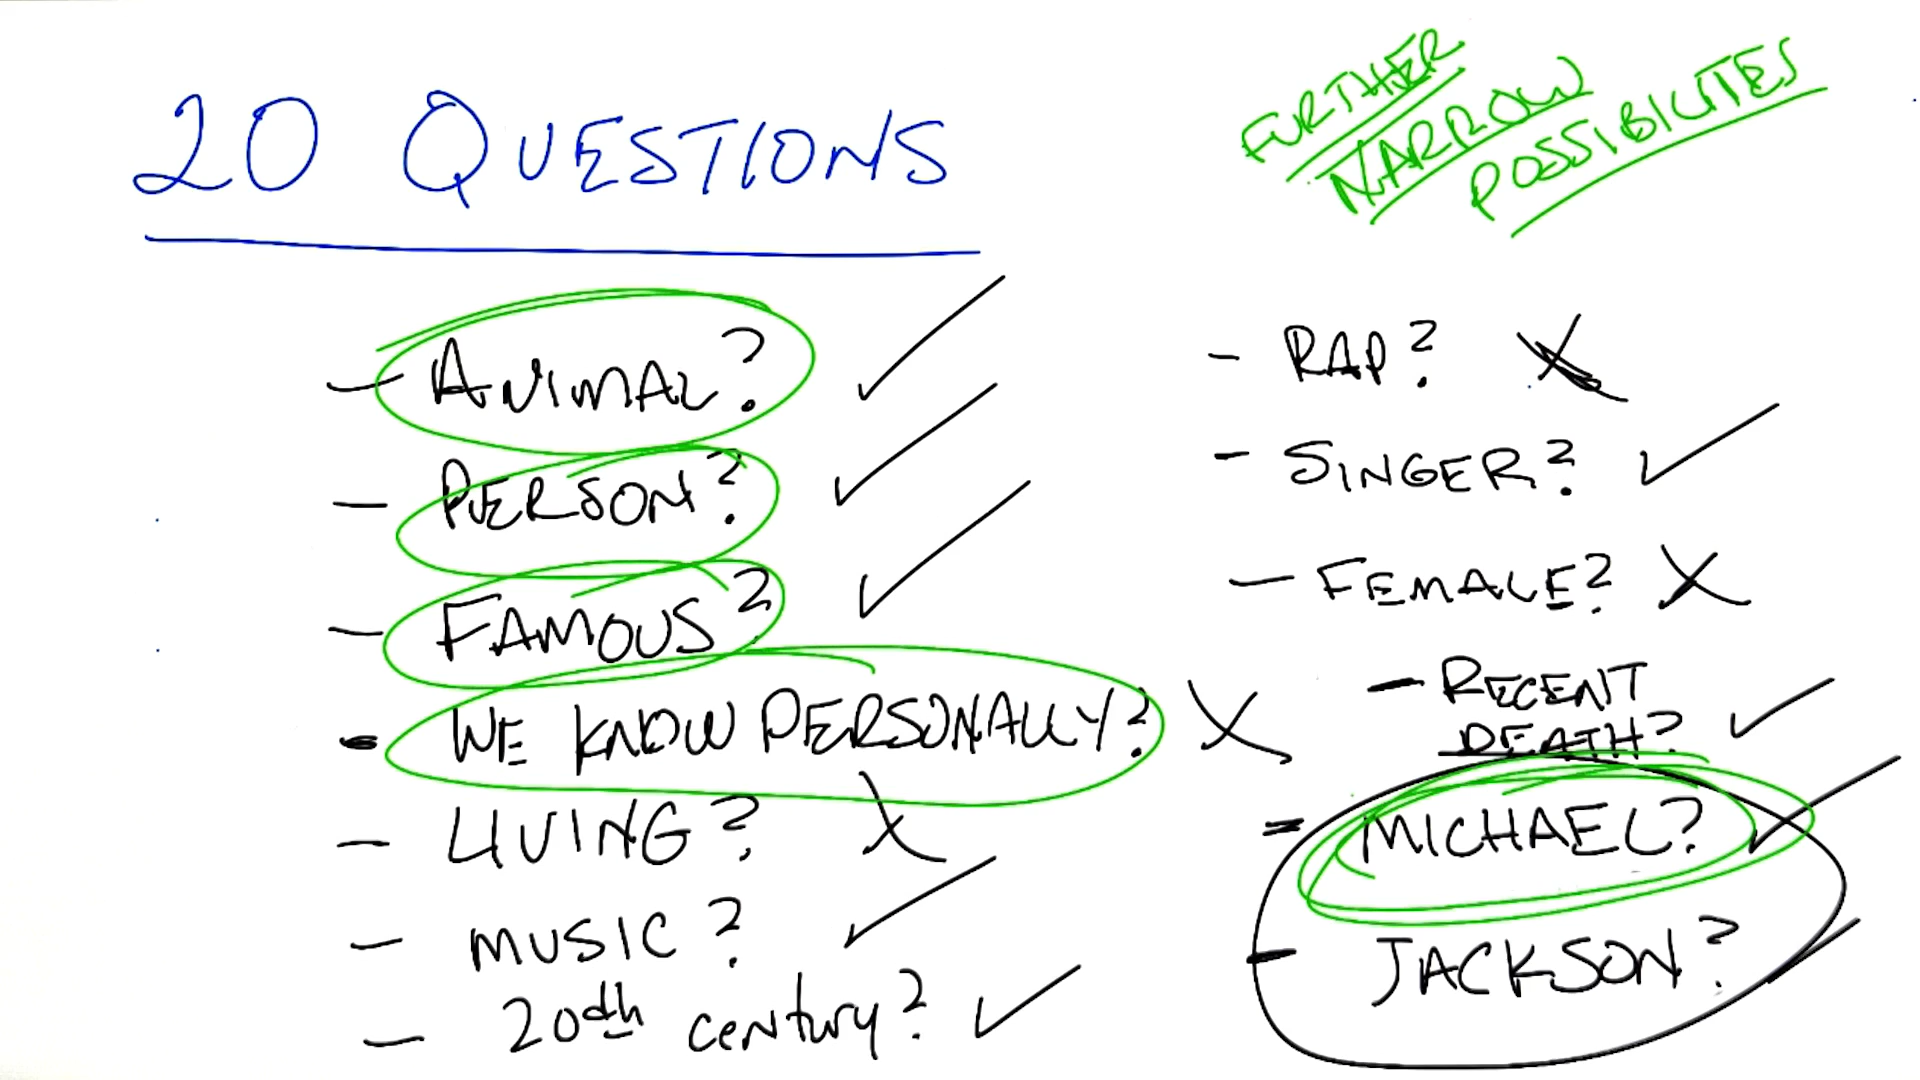 20 QUESTIONS
- ANIMAL? ✓
- PERSON? ✓
- FAMOUS? ✓
- WE KNOW PERSONALLY? X
- LIVING? X
- MUSIC? ✓
- 20th century? ✓
FURTHER
NARROW
POSSIBILITES
- RAP? X
- SINGER? ✓
- FEMALE? X
- RECENT
DEATH? ✓
- MICHAEL? ✓
- JACKSON? ✓